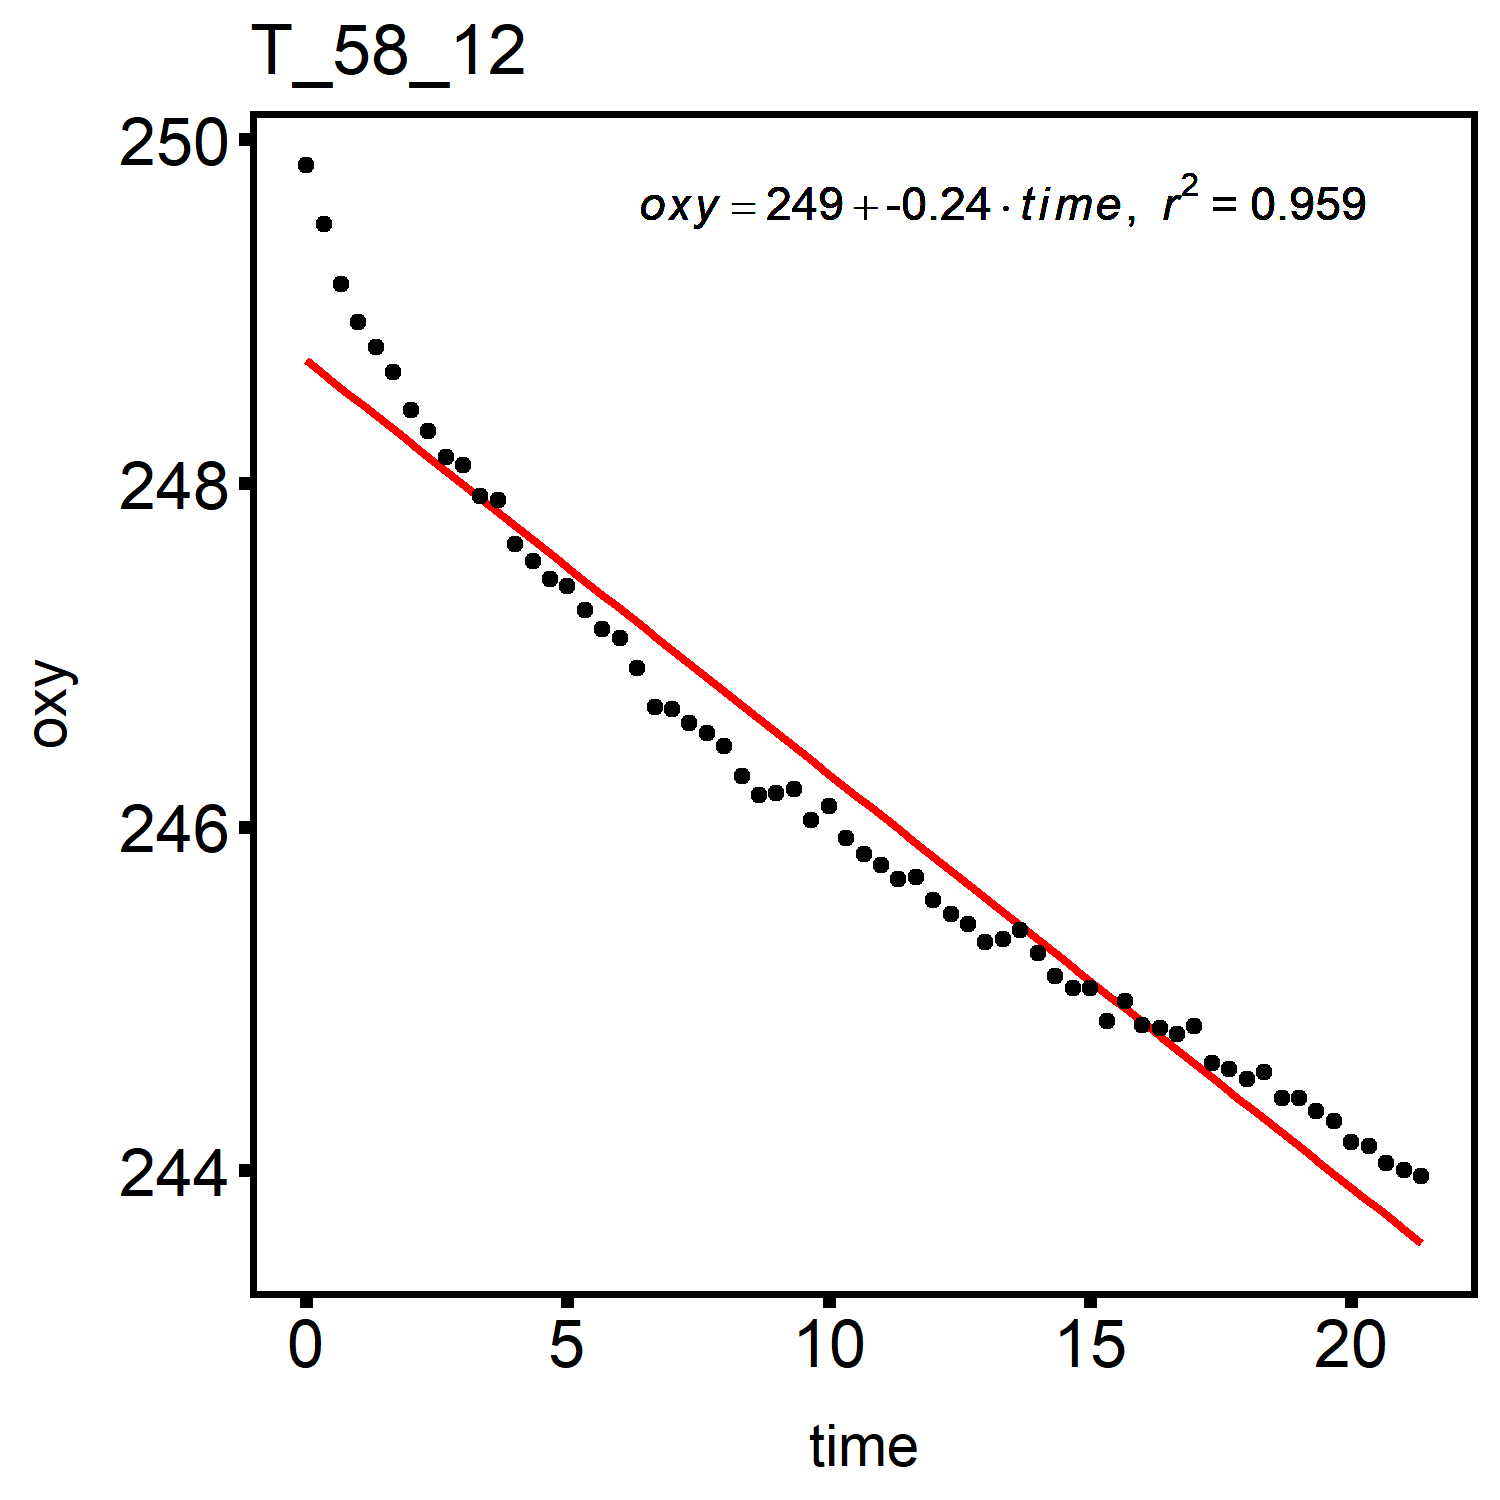 T_58_12
250
oxy = 249 + -0.24 · time, r² = 0.959
248
246
244
oxy
0 5 10 15 20
time